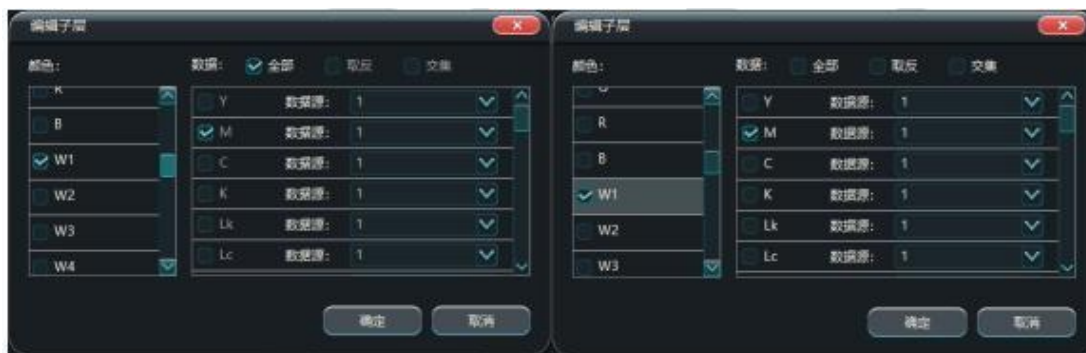 编辑子层
颜色：
数据： 全部 取反 交集
R
B
W1
W2
W3
W4
Y 数据源： 1
M 数据源： 1
C 数据源： 1
K 数据源： 1
Lk 数据源： 1
Lc 数据源： 1
确定 取消
编辑子层
颜色：
数据： 全部 取反 交集
R
B
W1
W2
W3
Y 数据源： 1
M 数据源： 1
C 数据源： 1
K 数据源： 1
Lk 数据源： 1
Lc 数据源： 1
确定 取消